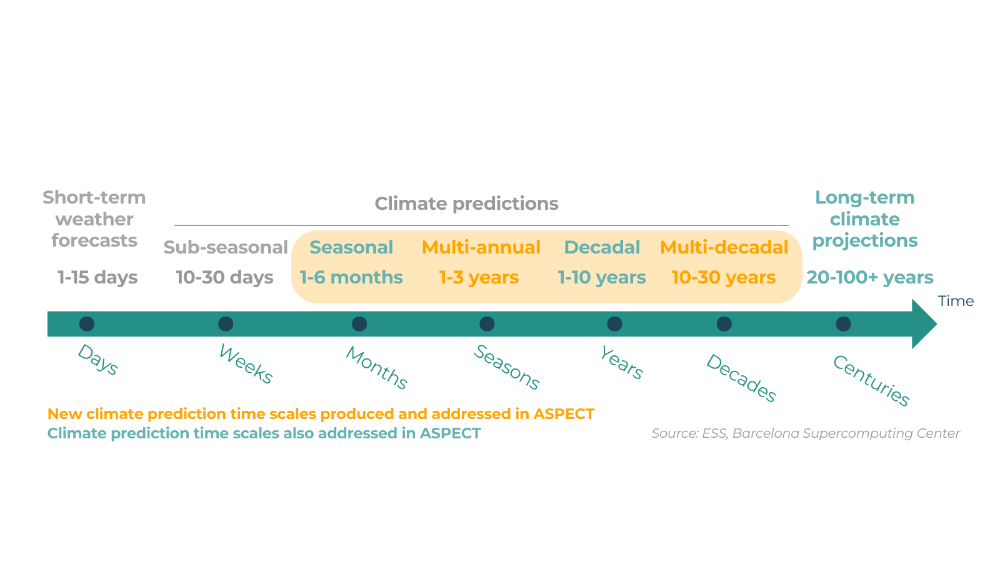 Short-term
weather
forecasts
1-15 days
Climate predictions
Sub-seasonal
10-30 days
Seasonal
1-6 months
Multi-annual
1-3 years
Decadal
1-10 years
Multi-decadal
10-30 years
Long-term
climate
projections
20-100+ years
Time
Days
Weeks
Months
Seasons
Years
Decades
Centuries
New climate prediction time scales produced and addressed in ASPECT
Climate prediction time scales also addressed in ASPECT
Source: ESS, Barcelona Supercomputing Center